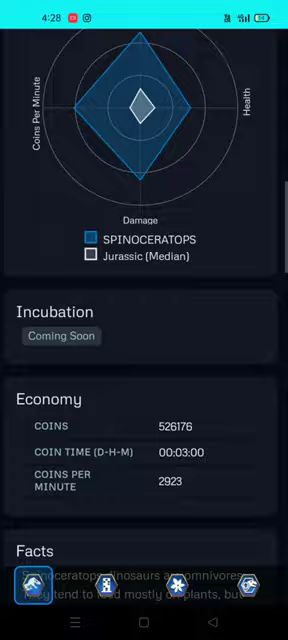 4:28
Coins Per Minute
Health
Damage
SPINOCERATOPS
Jurassic (Median)
Incubation
Coming Soon
Economy
COINS 526176
COIN TIME (D-H-M) 00:03:00
COINS PER MINUTE 2923
Facts
Spinoceratops dinosaurs are omnivores.
They tend to feed mostly on plants, but